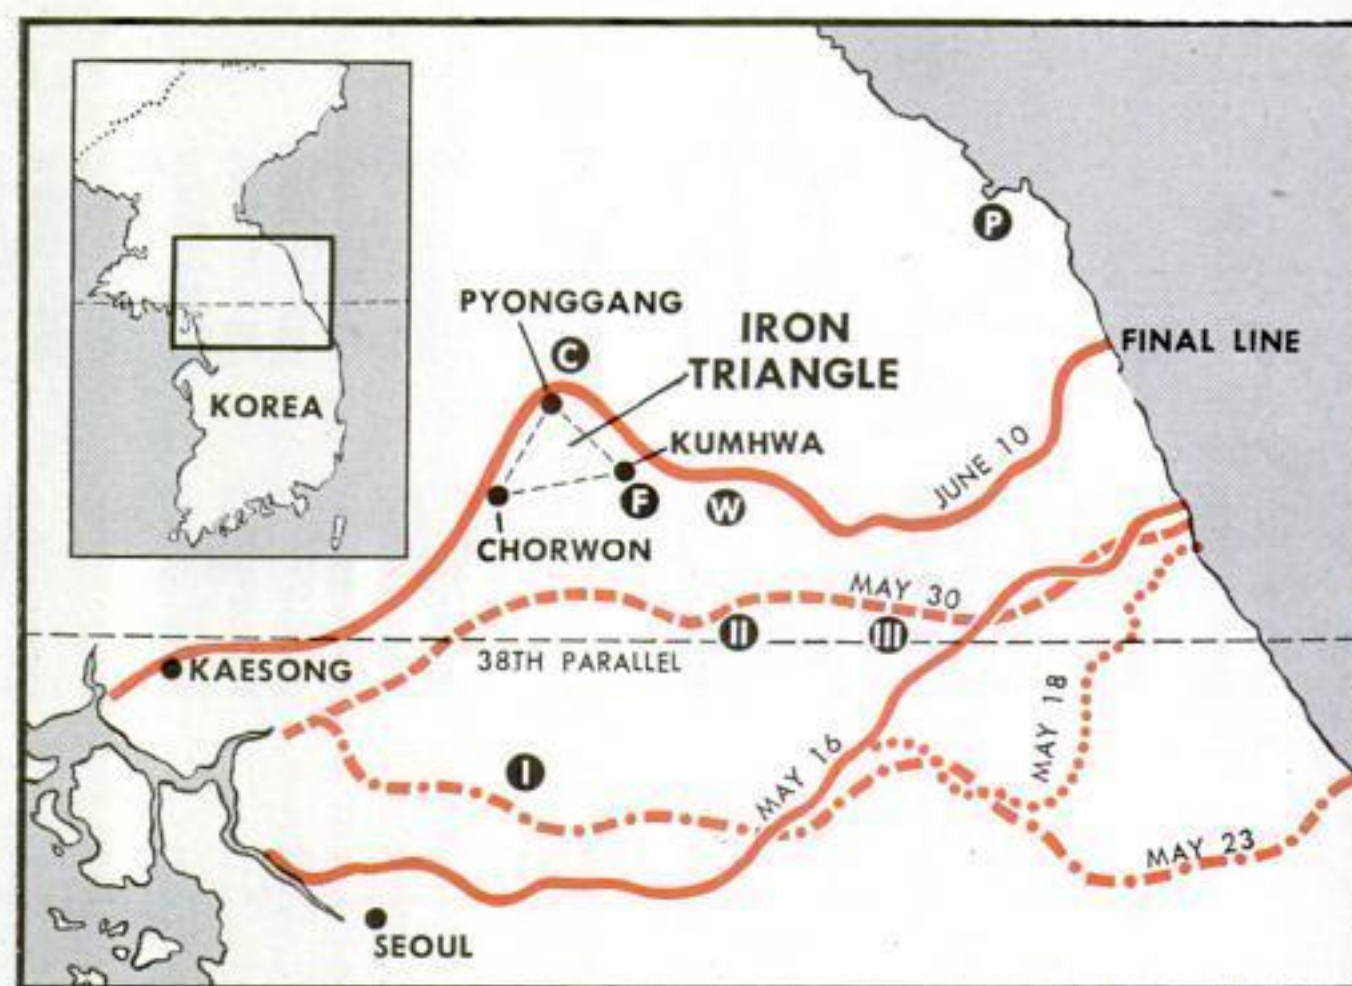 KOREA
P
PYONGGANG
C
IRON
TRIANGLE
FINAL LINE
KUMHWA
JUNE 10
F
W
CHORWON
MAY 30
II
III
38TH PARALLEL
KAESONG
MAY 18
I
MAY 16
MAY 23
SEOUL